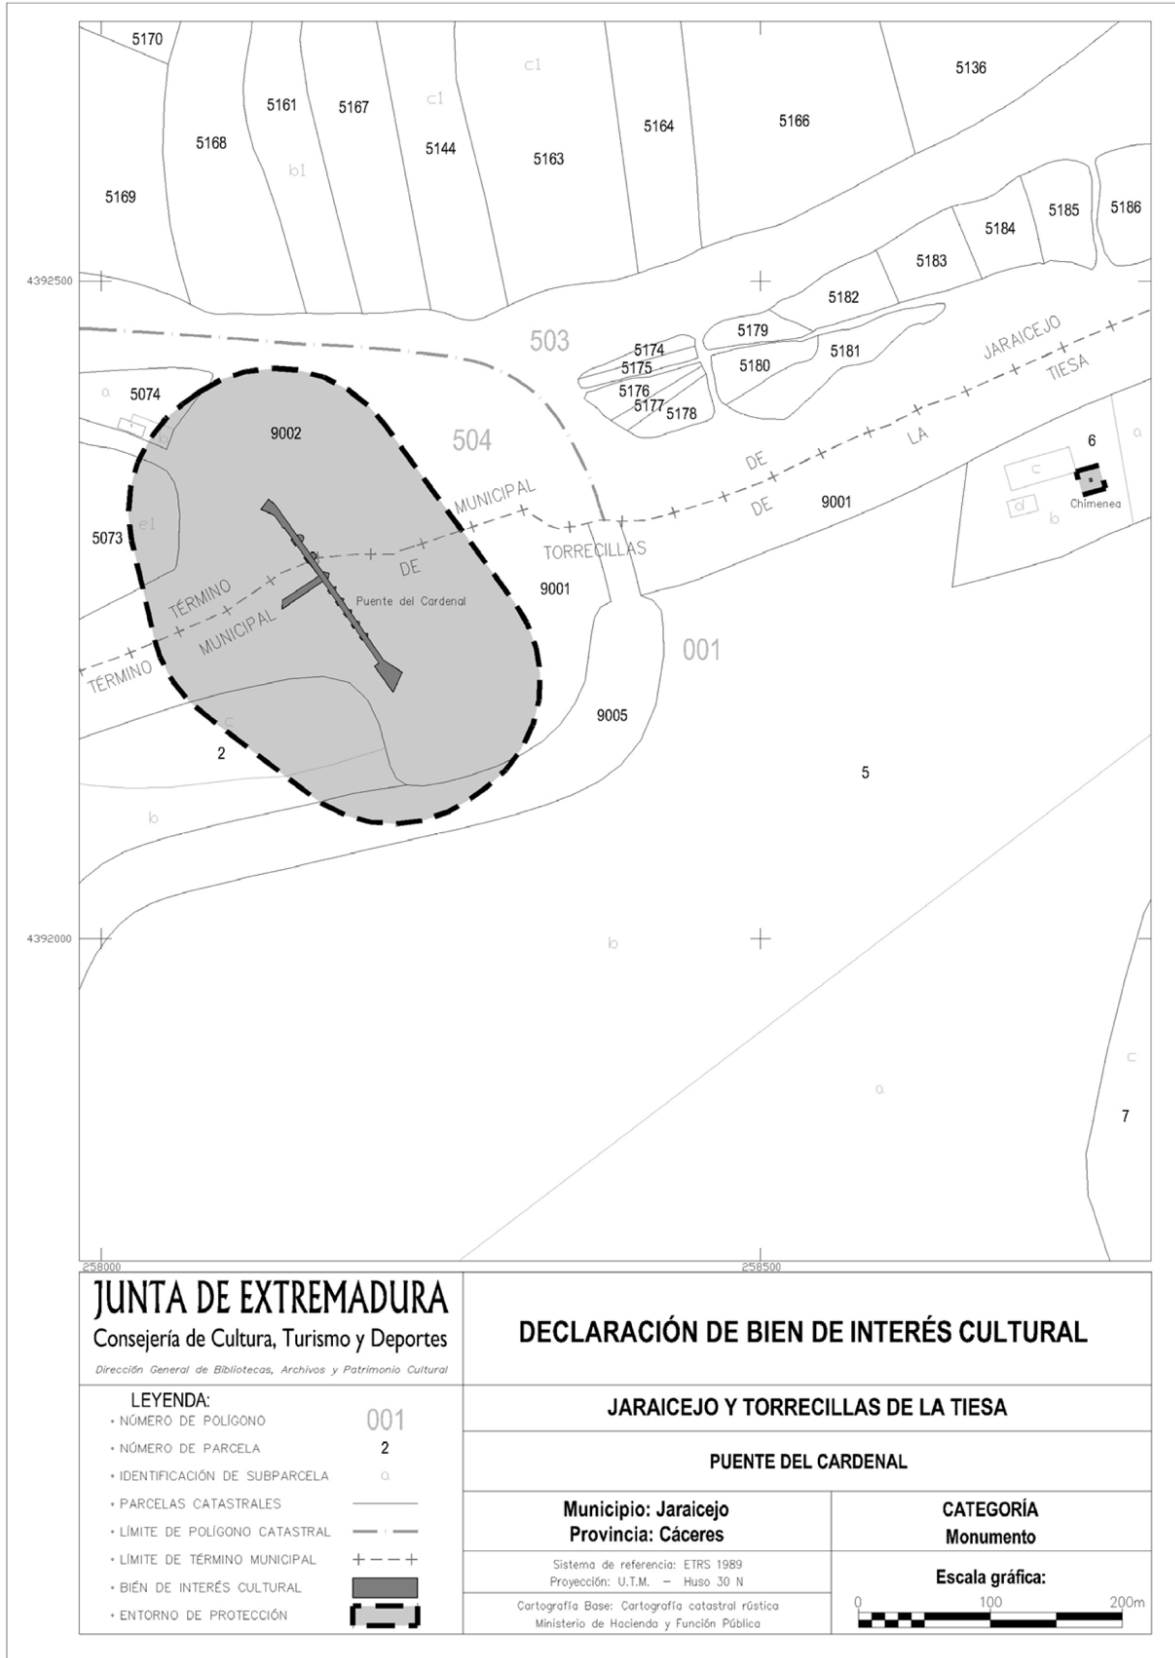 5170
5168
5161
5167
c1
c1
5144
5163
5164
5166
5136
5169
b1
5185
5186
5184
5183
4392500
5182
5179
5181
5180
503
5174
5175
5176
5177
5178
JARAICEJO
TIESA
a
5074
9002
504
LA
DE
DE
6
a
c
d
b
Chimenea
MUNICIPAL
9001
e1
5073
TORRECILLAS
DE
9001
TÉRMINO
MUNICIPAL
Puente del Cardenal
TÉRMINO
001
9005
c
2
5
b
4392000
b
a
c
7
258000
258500
JUNTA DE EXTREMADURA
Consejería de Cultura, Turismo y Deportes
Dirección General de Bibliotecas, Archivos y Patrimonio Cultural
DECLARACIÓN DE BIEN DE INTERÉS CULTURAL
LEYENDA:
• NÚMERO DE POLÍGONO 001
• NÚMERO DE PARCELA 2
• IDENTIFICACIÓN DE SUBPARCELA a
• PARCELAS CATASTRALES
• LÍMITE DE POLÍGONO CATASTRAL
• LÍMITE DE TÉRMINO MUNICIPAL
• BIÉN DE INTERÉS CULTURAL
• ENTORNO DE PROTECCIÓN
JARAICEJO Y TORRECILLAS DE LA TIESA
PUENTE DEL CARDENAL
Municipio: Jaraicejo
Provincia: Cáceres
Sistema de referencia: ETRS 1989
Proyección: U.T.M. – Huso 30 N
Cartografía Base: Cartografía catastral rústica
Ministerio de Hacienda y Función Pública
CATEGORÍA
Monumento
Escala gráfica:
0 100 200m